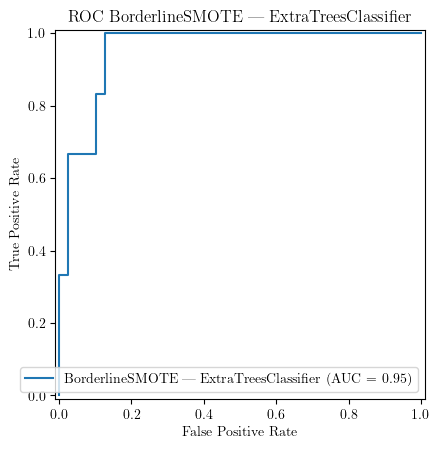 ROC BorderlineSMOTE — ExtraTreesClassifier
1.0
0.8
0.6
0.4
0.2
0.0
True Positive Rate
BorderlineSMOTE — ExtraTreesClassifier (AUC = 0.95)
0.0 0.2 0.4 0.6 0.8 1.0
False Positive Rate